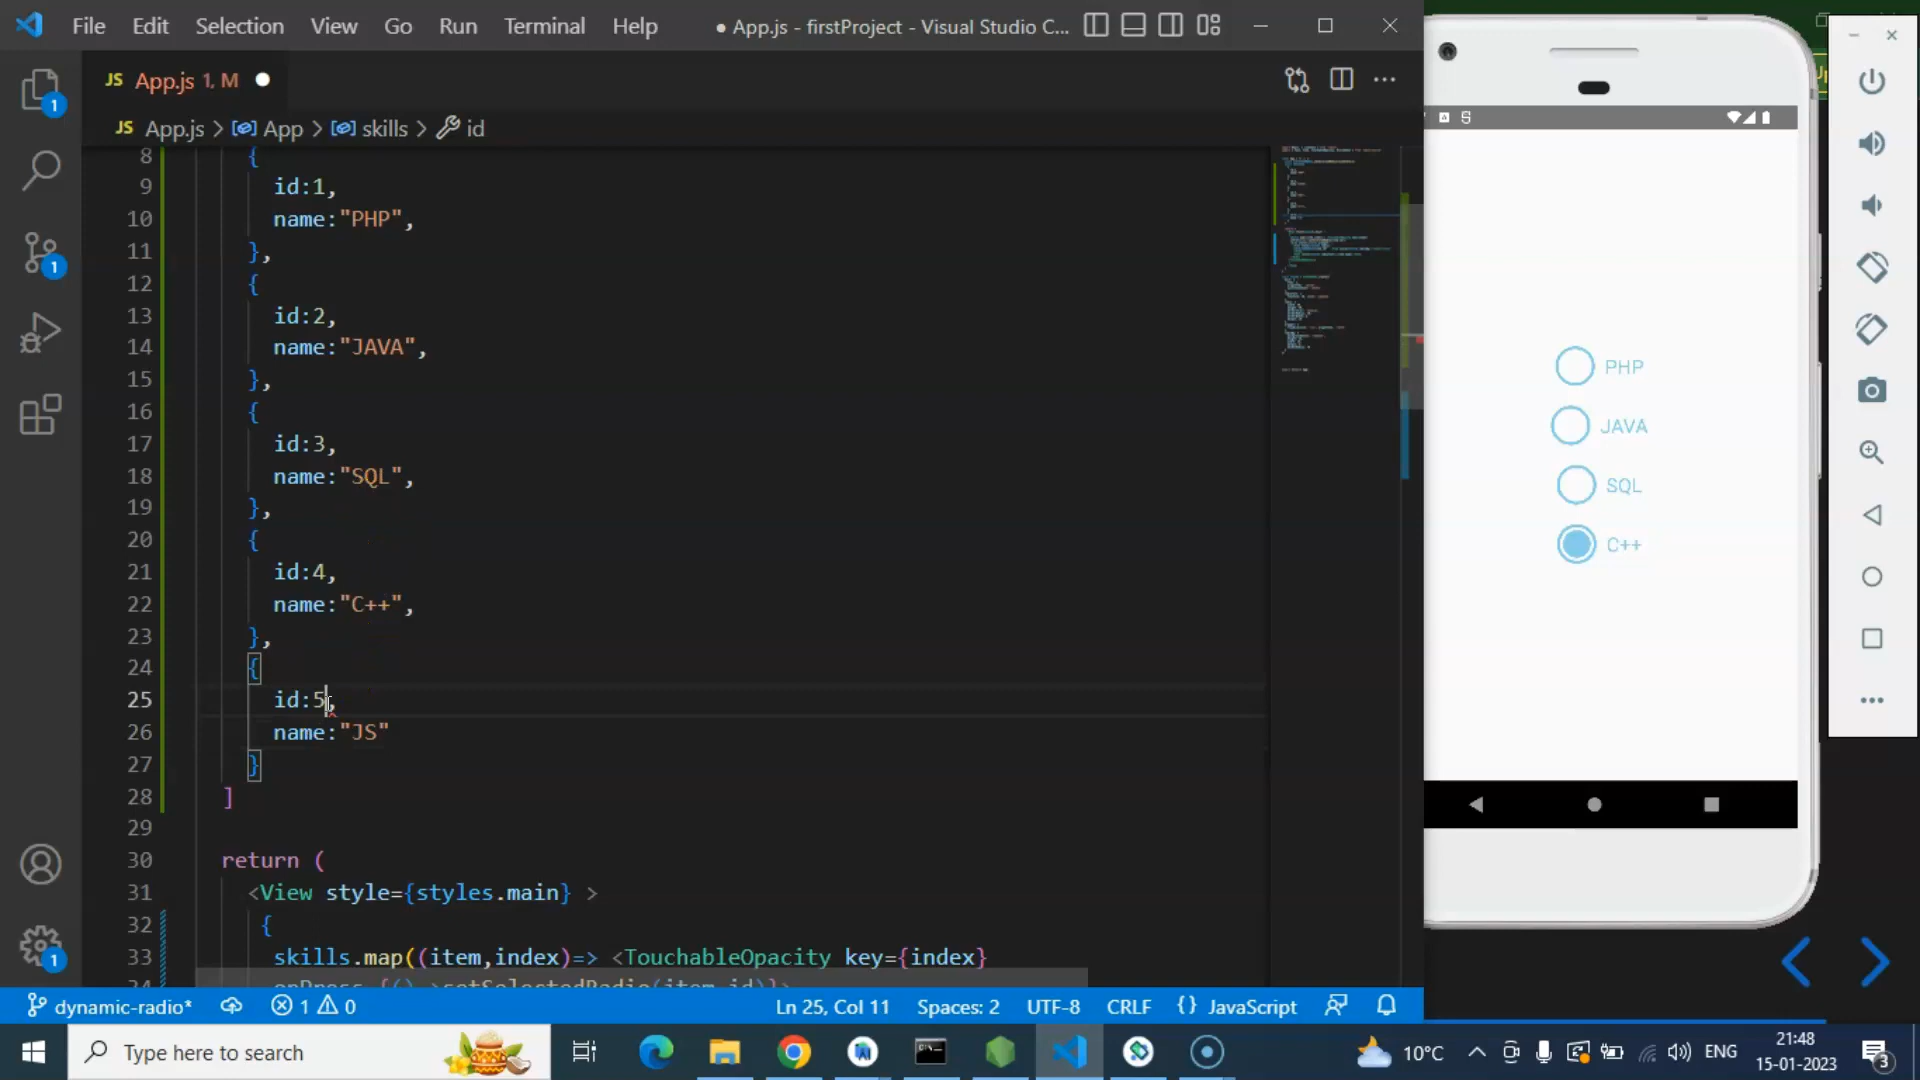 File Edit Selection View Go Run Terminal Help
● App.js - firstProject - Visual Studio C...
JS App.js 1, M
JS App.js > App > skills > id
8 {
9 id:1,
10 name:"PHP",
11 },
12 {
13 id:2,
14 name:"JAVA",
15 },
16 {
17 id:3,
18 name:"SQL",
19 },
20 {
21 id:4,
22 name:"C++",
23 },
24 {
25 id:5,
26 name:"JS"
27 }
28 ]
29
30 return (
31 <View style={styles.main} >
32 {
33 skills.map((item,index)=> <TouchableOpacity key={index}
1
1
1
PHP
JAVA
SQL
C++
dynamic-radio* 1 0
Ln 25, Col 11 Spaces: 2 UTF-8 CRLF {} JavaScript
Type here to search
10°C ENG 21:48
15-01-2023
3